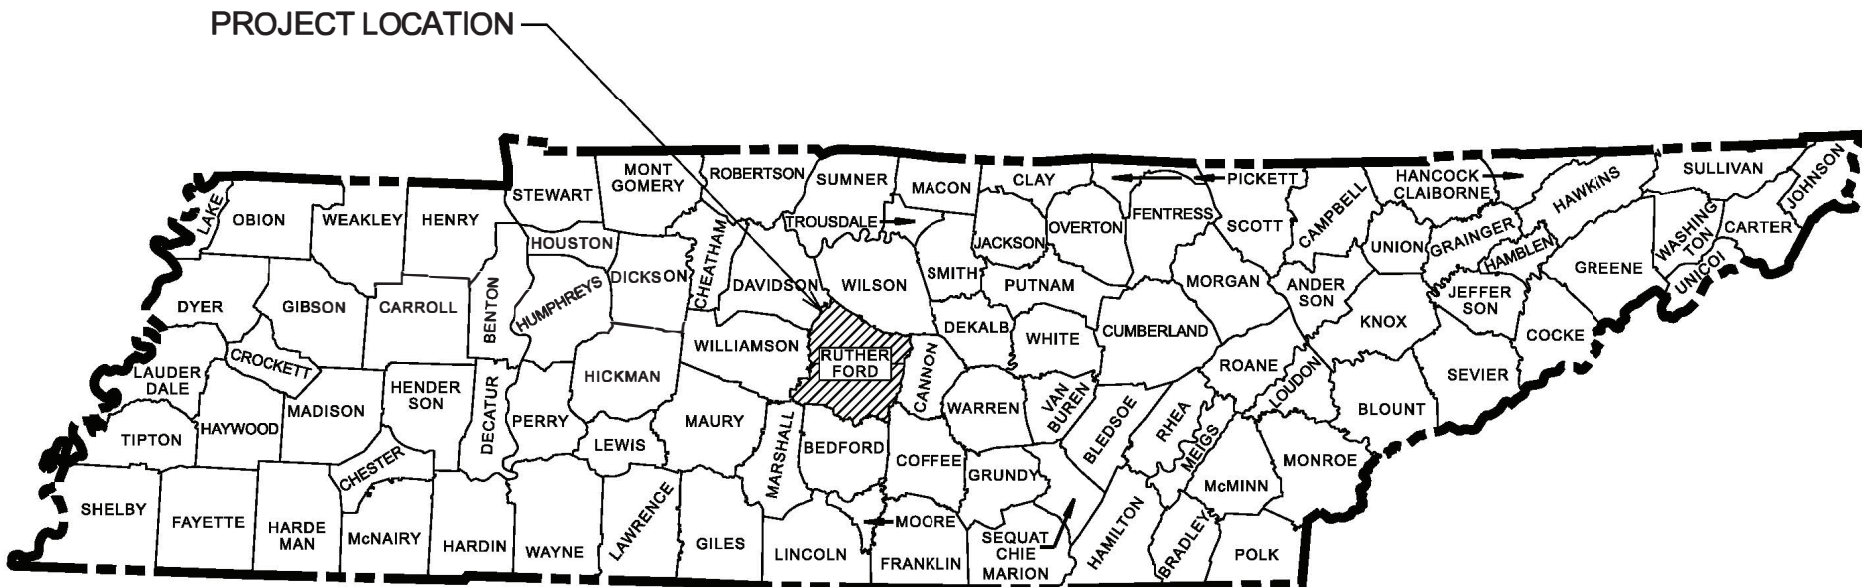 PROJECT LOCATION
STEWART
MONT
GOMERY
ROBERTSON
SUMNER
MACON
CLAY
PICKETT
HANCOCK
CLAIBORNE
HAWKiNS
SULLIVAN
JOHNSON
LAKE
OBION
WEAKLEY
HENRY
HOUSTON
TROUSDALE
JACKSON
OVERTON
FENTRESS
SCOTT
CAMPBELL
UNION
GRAINGER
HAMBLEN
WASHING
TON
CARTER
UNICOI
GREENE
DYER
GIBSON
CARROLL
BENTON
HUMPHREYS
DICKSON
CHEATHAM
DAVIDSON
WILSON
SMITH
PUTNAM
MORGAN
ANDER
SON
KNOX
JEFFER
SON
COCKE
CROCKETT
LAUDER
DALE
HENDER
SON
DECATUR
HICKMAN
WILLIAMSON
RUTHER
FORD
CANNON
DEKALB
WHITE
CUMBERLAND
ROANE
LOUDON
BLOUNT
SEVIER
TIPTON
HAYWOOD
MADISON
PERRY
LEWIS
MAURY
MARSHALL
BEDFORD
COFFEE
WARREN
VAN
BUREN
BLEDSOE
RHEA
MEIGS
McMINN
MONROE
CHESTER
GRUNDY
SHELBY
FAYETTE
HARDE
MAN
McNAIRY
HARDIN
WAYNE
LAWRENCE
GILES
LINCOLN
MOORE
FRANKLIN
SEQUAT
CHIE
MARION
HAMILTON
BRADLEY
POLK